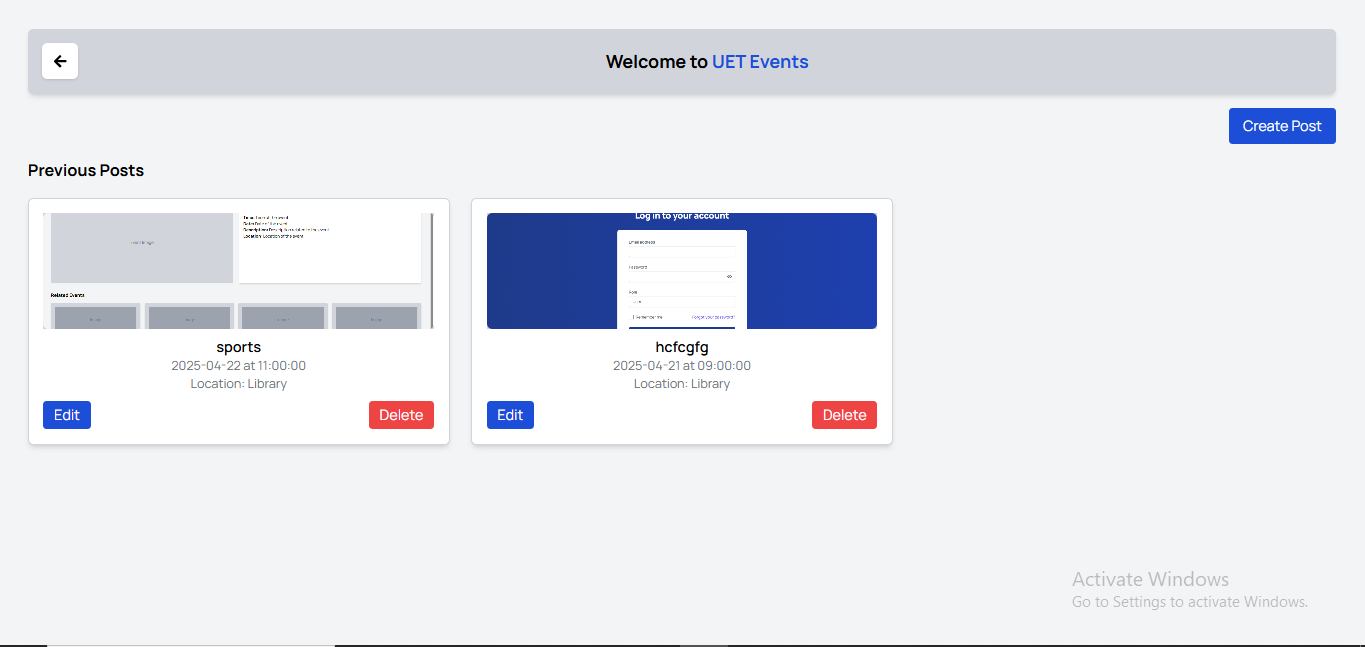 Welcome to UET Events
Create Post
Previous Posts
Related Events
Log in to your account
Email address
Password
Role
Remember me
Forgot your password?
sports
2025-04-22 at 11:00:00
Location: Library
Edit
Delete
hcfcgfg
2025-04-21 at 09:00:00
Location: Library
Edit
Delete
Activate Windows
Go to Settings to activate Windows.